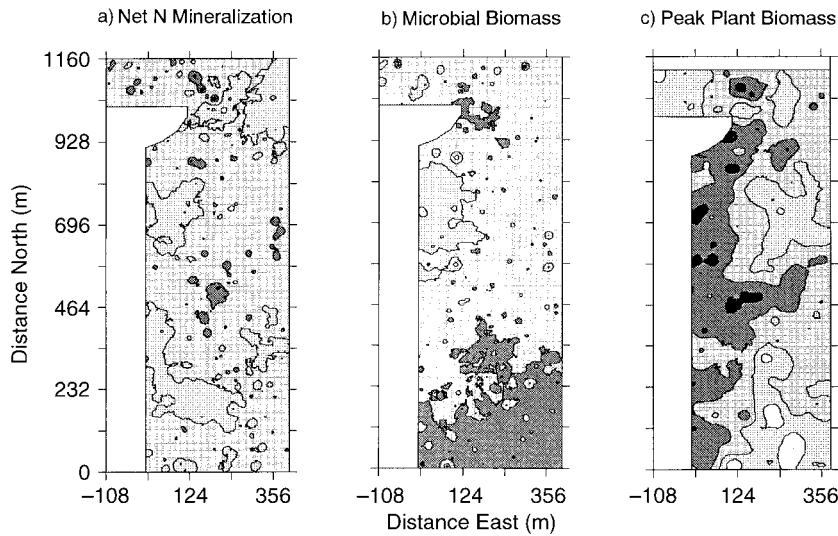 a) Net N Mineralization
b) Microbial Biomass
c) Peak Plant Biomass
Distance North (m)
1160
928
696
464
232
0
−108 124 356
−108 124 356
−108 124 356
Distance East (m)